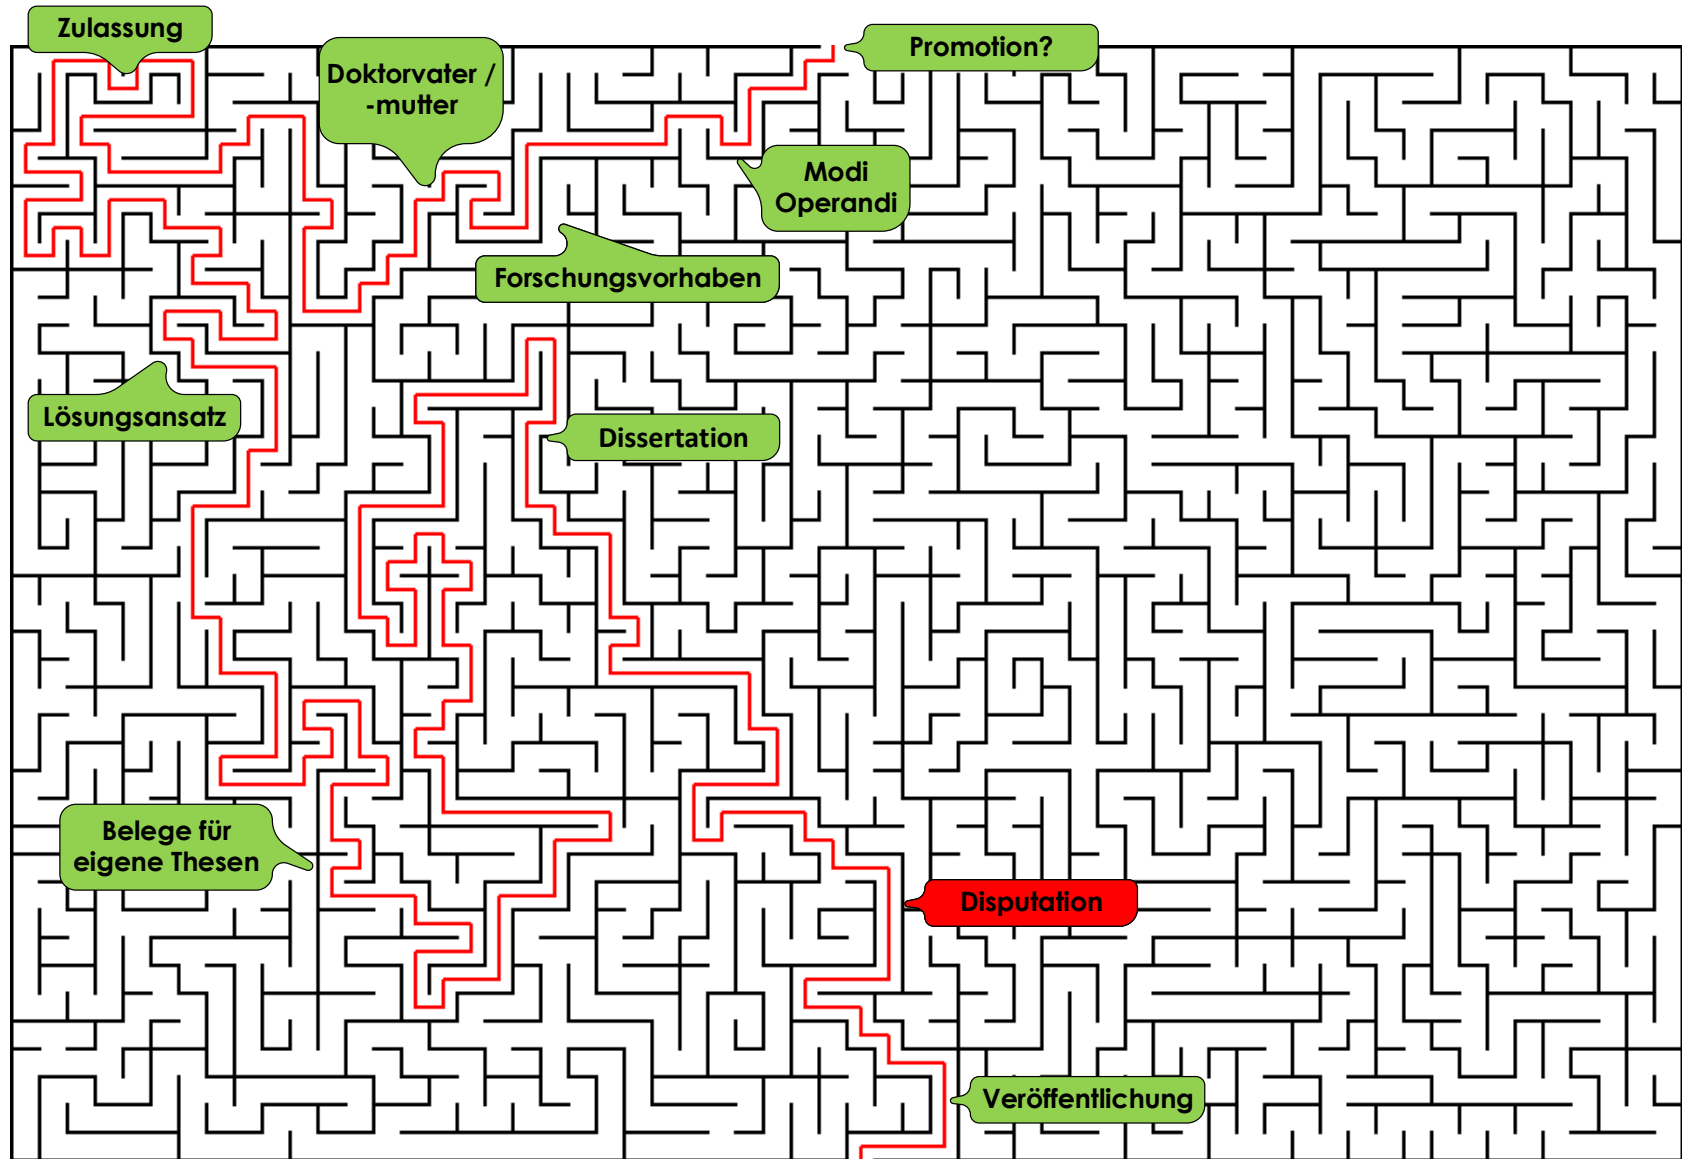 Zulassung
Promotion?
Doktorvater /
-mutter
Modi
Operandi
Forschungsvorhaben
Lösungsansatz
Dissertation
Belege für
eigene Thesen
Disputation
Veröffentlichung